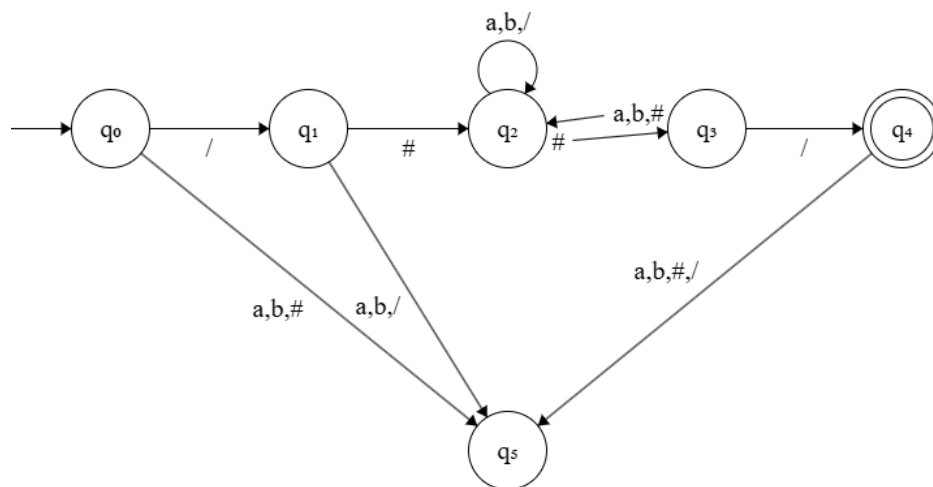 a,b,/
q₀
/
q₁
#
q₂
a,b,#
#
q₃
/
q₄
a,b,#
a,b,/
a,b,#,/
q₅